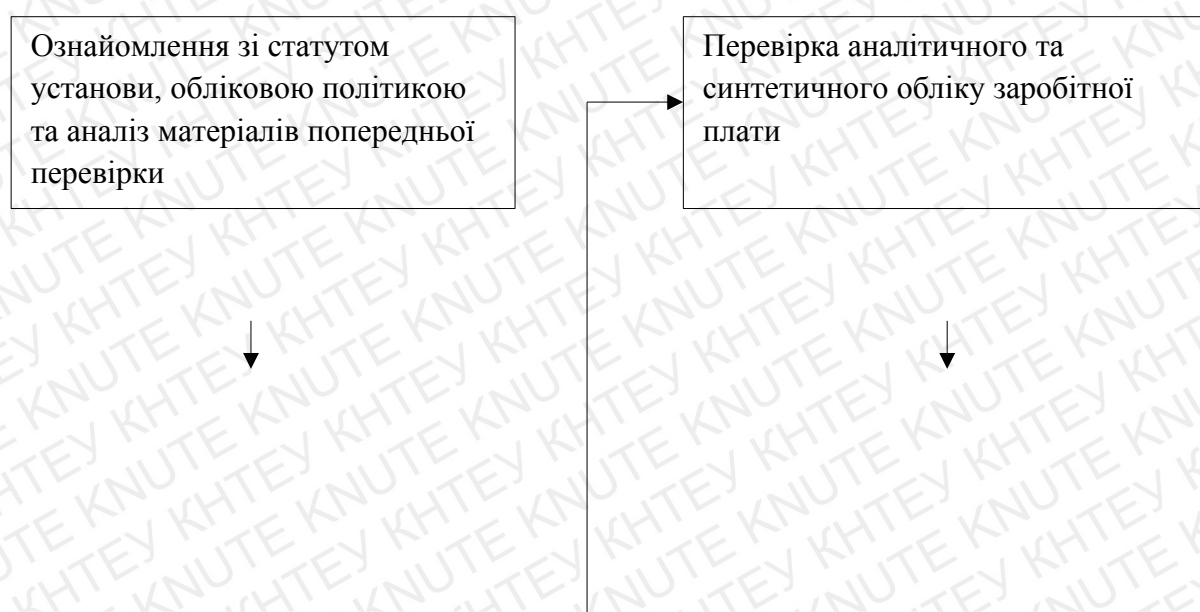 Ознайомлення зі статутом
установи, обліковою політикою
та аналіз матеріалів попередньої
перевірки
Перевірка аналітичного та
синтетичного обліку заробітної
плати